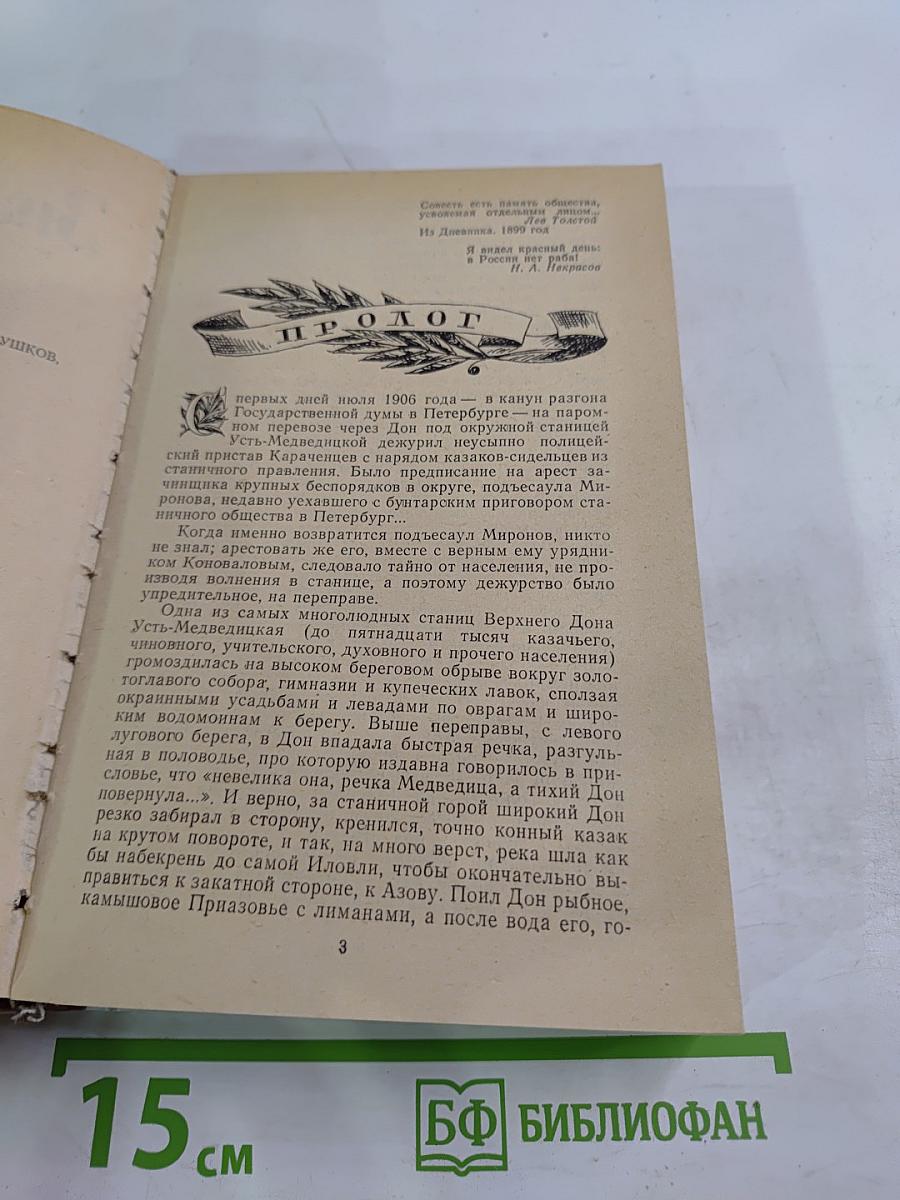 УШКОВ,
Совесть есть память общества,
усвояемая отдельным лицом...
Лев Толстой
Из Дневника. 1899 год
Я видел красный день:
в России нет раба!
Н. А. Некрасов
ПРОЛОГ
С первых дней июля 1906 года — в канун разгона
Государственной думы в Петербурге — на паром-
ном перевозе через Дон под окружной станицей
Усть-Медведицкой дежурил неусыпно полицей-
ский пристав Караченцев с нарядом казаков-сидельцев из
станичного правления. Было предписание на арест за-
чинщика крупных беспорядков в округе, подъесаула Ми-
ронова, недавно уехавшего с бунтарским приговором ста-
ничного общества в Петербург...
Когда именно возвратится подъесаул Миронов, никто
не знал; арестовать же его, вместе с верным ему урядни-
ком Коноваловым, следовало тайно от населения, не про-
изводя волнения в станице, а поэтому дежурство было
упредительное, на переправе.
Одна из самых многолюдных станиц Верхнего Дона
Усть-Медведицкая (до пятнадцати тысяч казачьего,
чиновного, учительского, духовного и прочего населения)
громоздилась на высоком береговом обрыве вокруг золо-
тоглавого собора, гимназии и купеческих лавок, сползая
окраинными усадьбами и левадами по оврагам и широ-
ким водомоинам к берегу. Выше переправы, с левого
лугового берега, в Дон впадала быстрая речка, разгуль-
ная в половодье, про которую издавна говорилось в при-
словье, что «невелика она, речка Медведица, а тихий Дон
повернула...». И верно, за станичной горой широкий Дон
резко забирал в сторону, кренился, точно конный казак
на крутом повороте, и так, на много верст, река шла как
бы набекрень до самой Иловли, чтобы окончательно вы-
правиться к закатной стороне, к Азову. Поил Дон рыбное,
камышовое Приазовье с лиманами, а после вода его, го-
3
15 см
БФ БИБЛИОФАН